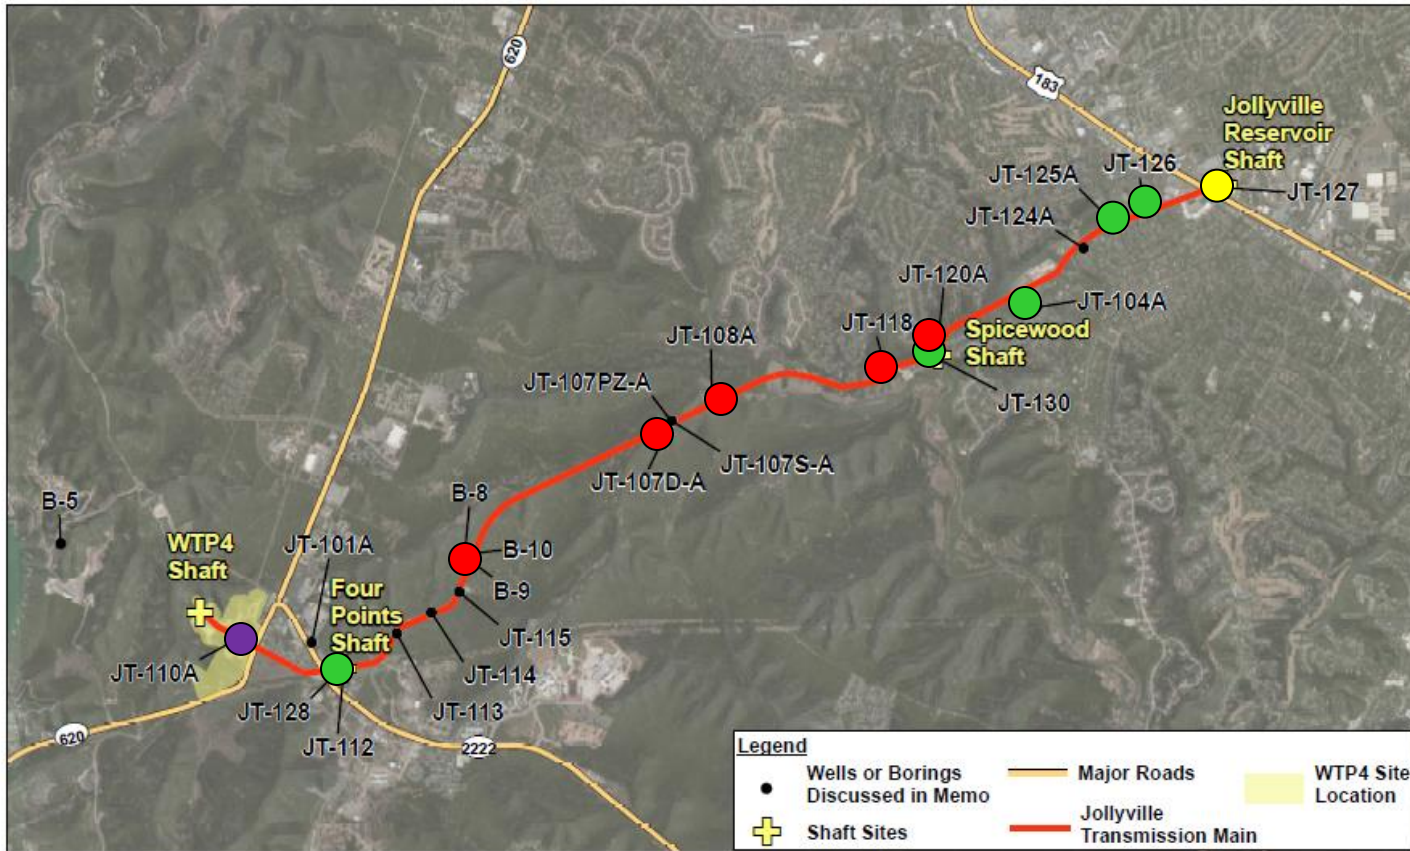 620
183
Jollyville
Reservoir
Shaft
JT-126
JT-125A
JT-127
JT-124A
JT-120A
JT-104A
JT-118
Spicewood
Shaft
JT-108A
JT-130
JT-107PZ-A
JT-107S-A
JT-107D-A
B-8
B-5
B-10
WTP4
Shaft
JT-101A
B-9
Four
Points
Shaft
JT-115
JT-110A
JT-114
JT-128
JT-113
JT-112
620
2222
Legend
Wells or Borings
Discussed in Memo
Major Roads
WTP4 Site
Location
Shaft Sites
Jollyville
Transmission Main